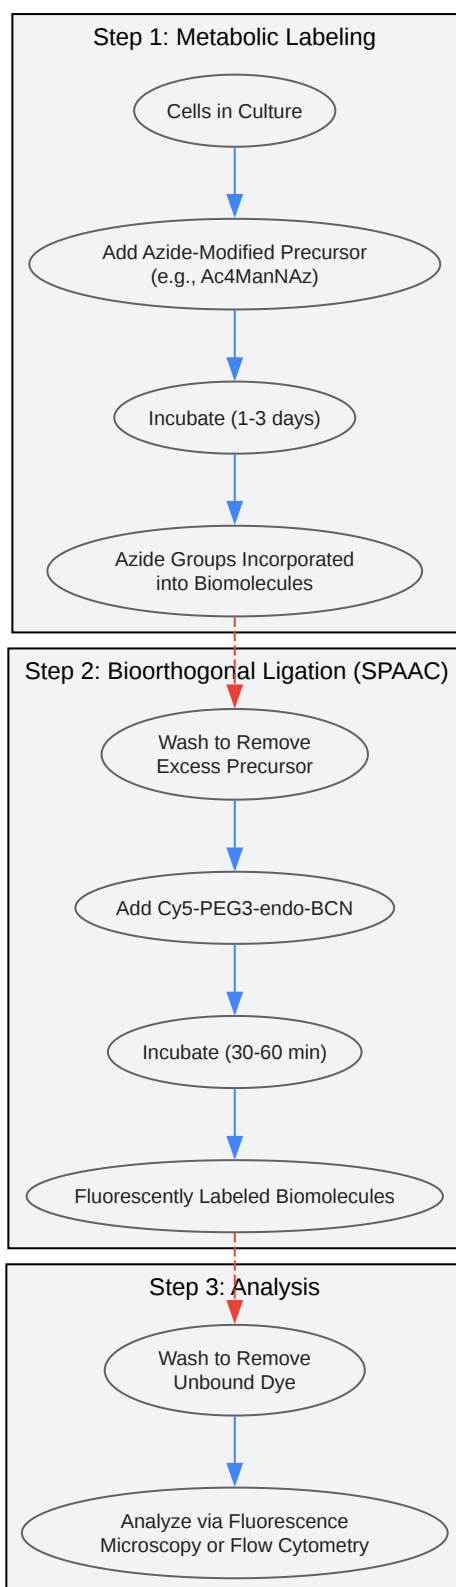 Step 1: Metabolic Labeling
Cells in Culture
Add Azide-Modified Precursor
(e.g., Ac4ManNAz)
Incubate (1-3 days)
Azide Groups Incorporated
into Biomolecules
Step 2: Bioorthogonal Ligation (SPAAC)
Wash to Remove
Excess Precursor
Add Cy5-PEG3-endo-BCN
Incubate (30-60 min)
Fluorescently Labeled Biomolecules
Step 3: Analysis
Wash to Remove
Unbound Dye
Analyze via Fluorescence
Microscopy or Flow Cytometry